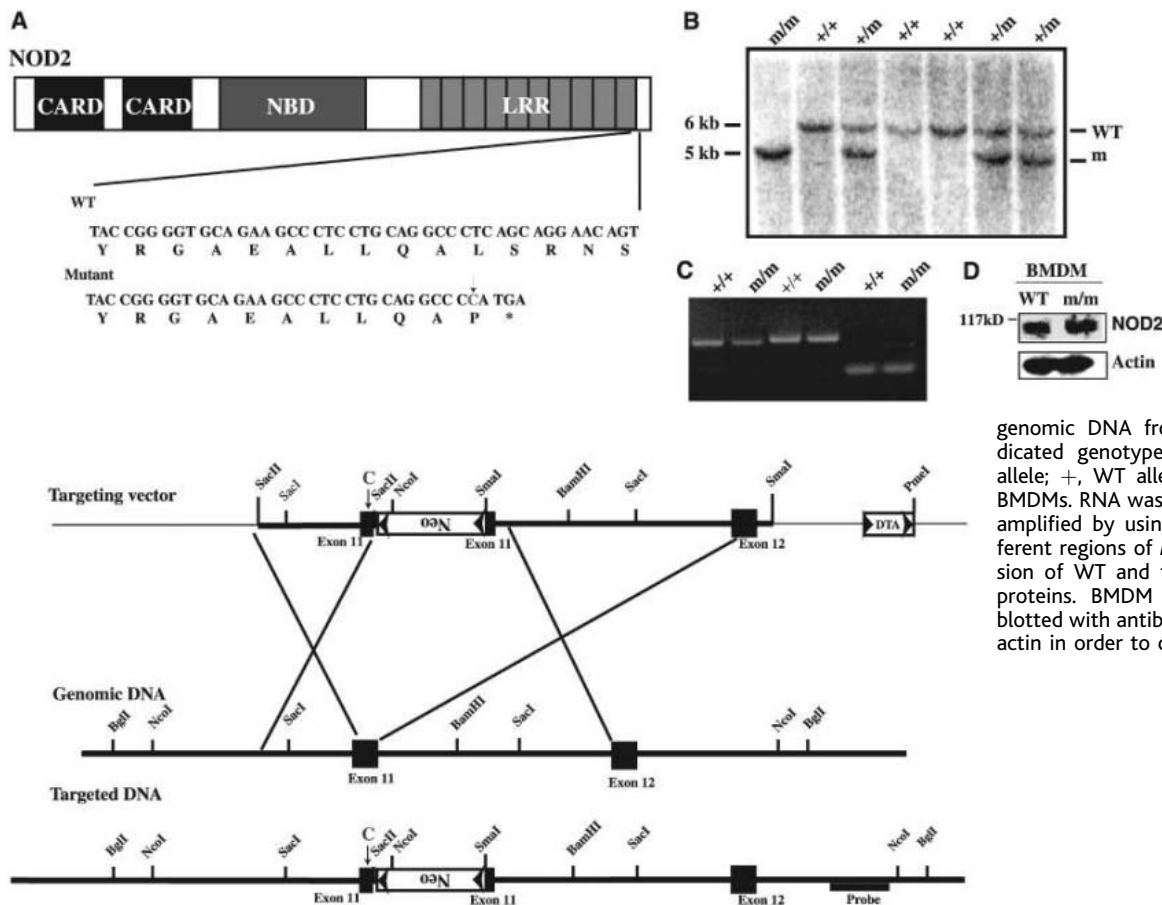 A
NOD2
CARD CARD NBD LRR
WT
TAC CGG GGT GCA GAA GCC CTC CTG CAG GCC CTC AGC AGG AAC AGT
Y R G A E A L L Q A L S R N S
Mutant
TAC CGG GGT GCA GAA GCC CTC CTG CAG GCC CCA TGA
Y R G A E A L L Q A P *
B
m/m +/+ +/m +/+ +/+ +/m +/m
6 kb
5 kb
WT
m
C
+/+ m/m +/+ m/m +/+ m/m
D
BMDM
WT m/m
117kD
NOD2
Actin
genomic DNA fro
dicated genotype
allele; +, WT alle
BMDMs. RNA was
amplified by usin
ferent regions of
sion of WT and
proteins. BMDM
blotted with antib
actin in order to c
Targeting vector
SacII SacI C SacII NcoI SmaI BamHI SacI SmaI PmeI
Neo DTA
Exon 11 Exon 11 Exon 12
Genomic DNA
BglI NcoI SacI BamHI SacI NcoI BglI
Exon 11 Exon 12
Targeted DNA
BglI NcoI SacI C SacII NcoI SmaI BamHI SacI NcoI BglI
Neo
Exon 11 Exon 11 Exon 12 Probe